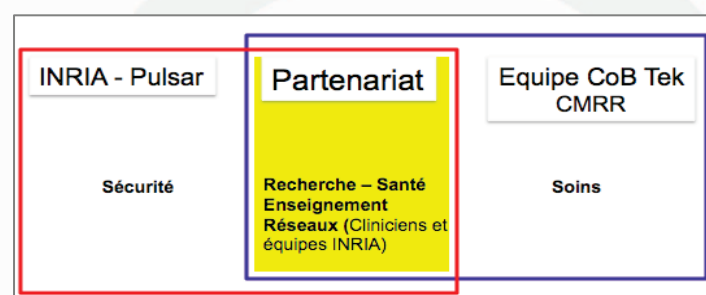 INRIA - Pulsar
Partenariat
Equipe CoB Tek
CMRR
Sécurité
Recherche – Santé
Enseignement
Réseaux (Cliniciens et
équipes INRIA)
Soins